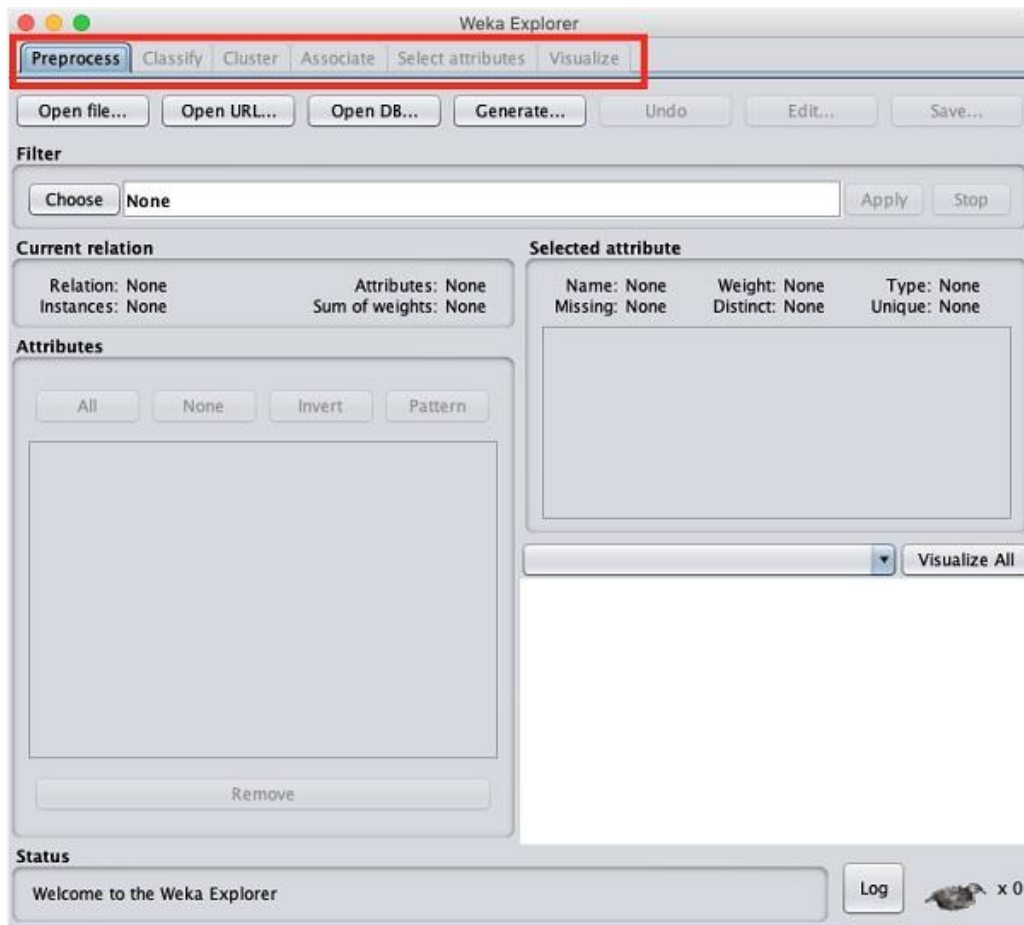 Weka Explorer
Preprocess Classify Cluster Associate Select attributes Visualize
Open file... Open URL... Open DB... Generate... Undo Edit... Save...
Filter
Choose None Apply Stop
Current relation
Relation: None Attributes: None
Instances: None Sum of weights: None
Selected attribute
Name: None Weight: None Type: None
Missing: None Distinct: None Unique: None
Attributes
All None Invert Pattern
Remove
Visualize All
Status
Welcome to the Weka Explorer
Log x 0